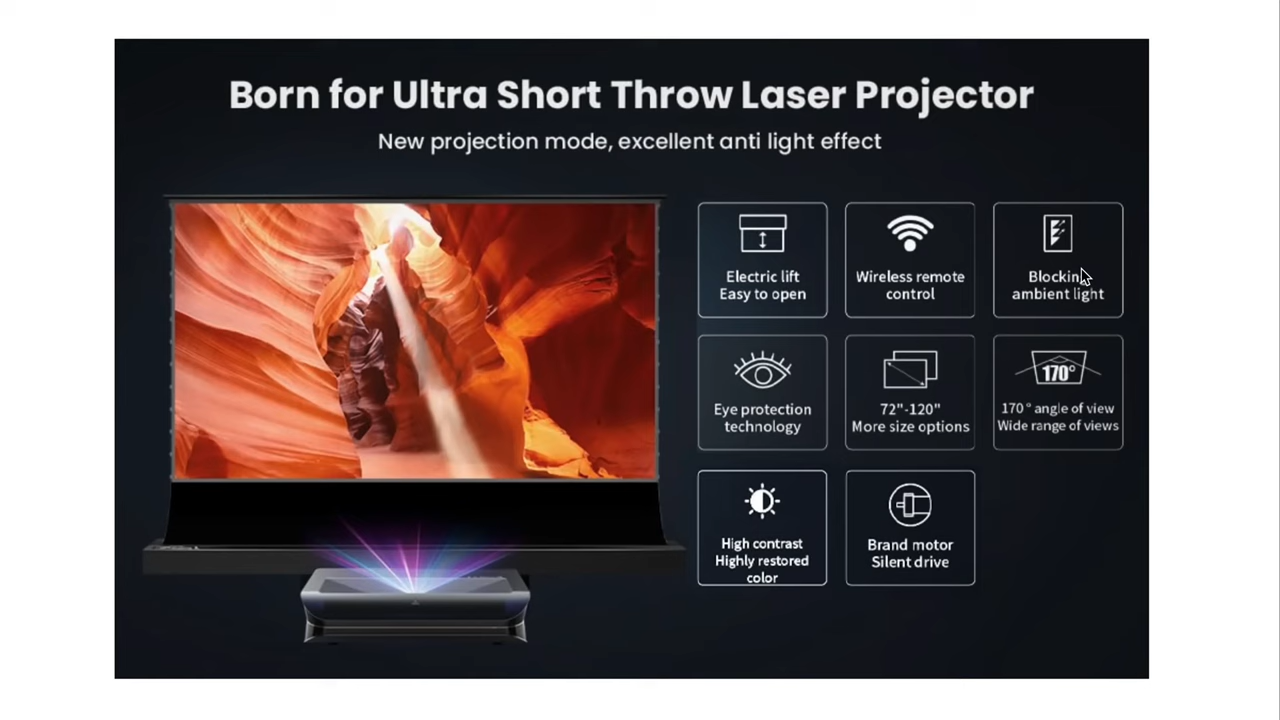 Born for Ultra Short Throw Laser Projector
New projection mode, excellent anti light effect
Electric lift
Easy to open
Wireless remote
control
Blocking
ambient light
Eye protection
technology
72"-120"
More size options
170°
170° angle of view
Wide range of views
High contrast
Highly restored
color
Brand motor
Silent drive